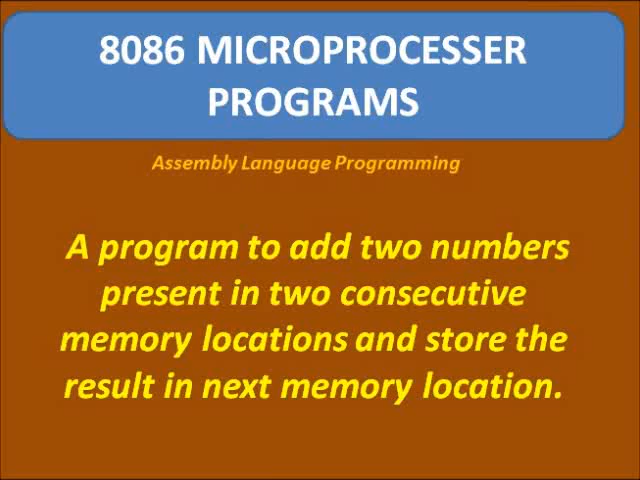 8086 MICROPROCESSER
PROGRAMS
Assembly Language Programming
A program to add two numbers
present in two consecutive
memory locations and store the
result in next memory location.